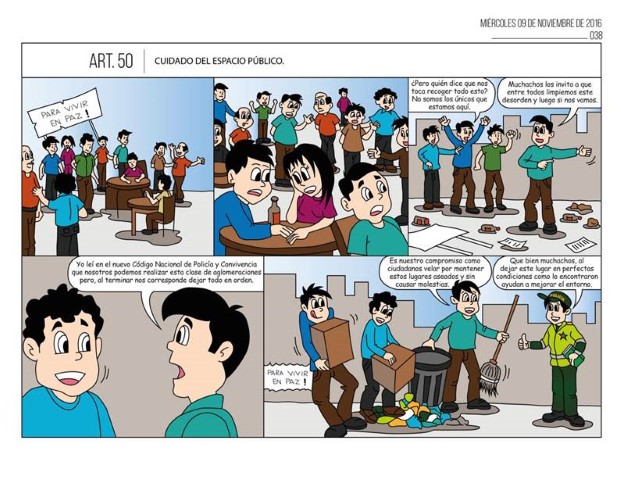 MIÉRCOLES 09 DE NOVIEMBRE DE 2016
038
ART. 50
CUIDADO DEL ESPACIO PÚBLICO.
PARA VIVIR
EN PAZ !
¿Pero quién dice que nos
toca recoger todo esto?
No somos los únicos que
estamos aquí.
Muchachos los invito a que
entre todos limpiemos este
desorden y luego si nos vamos.
Yo leí en el nuevo Código Nacional de Policía y Convivencia
que nosotros podemos realizar esta clase de aglomeraciones
pero, al terminar nos corresponde dejar todo en orden.
Es nuestro compromiso como
ciudadanos velar por mantener
estos lugares aseados y sin
causar molestias.
Que bien muchachos, al
dejar este lugar en perfectas
condiciones como lo encontraron
ayudan a mejorar el entorno.
PARA VIVIR
EN PAZ !